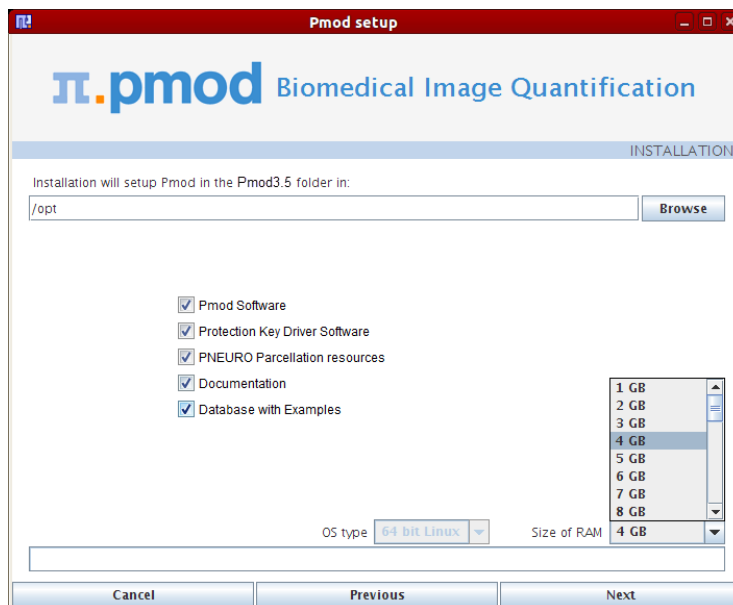 Pmod setup
π.pmod Biomedical Image Quantification
INSTALLATION
Installation will setup Pmod in the Pmod3.5 folder in:
/opt Browse
Pmod Software
Protection Key Driver Software
PNEURO Parcellation resources
Documentation
Database with Examples
1 GB
2 GB
3 GB
4 GB
5 GB
6 GB
7 GB
8 GB
OS type 64 bit Linux Size of RAM 4 GB
Cancel Previous Next